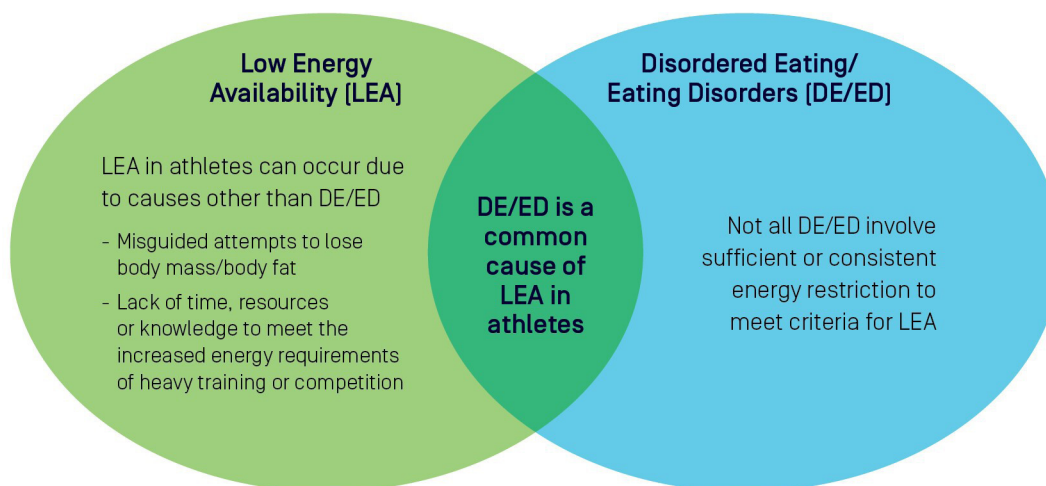 Low Energy
Availability (LEA)
LEA in athletes can occur due
to causes other than DE/ED
- Misguided attempts to lose
body mass/body fat
- Lack of time, resources
or knowledge to meet the
increased energy requirements
of heavy training or competition
DE/ED is a
common
cause of
LEA in
athletes
Disordered Eating/
Eating Disorders (DE/ED)
Not all DE/ED involve
sufficient or consistent
energy restriction to
meet criteria for LEA